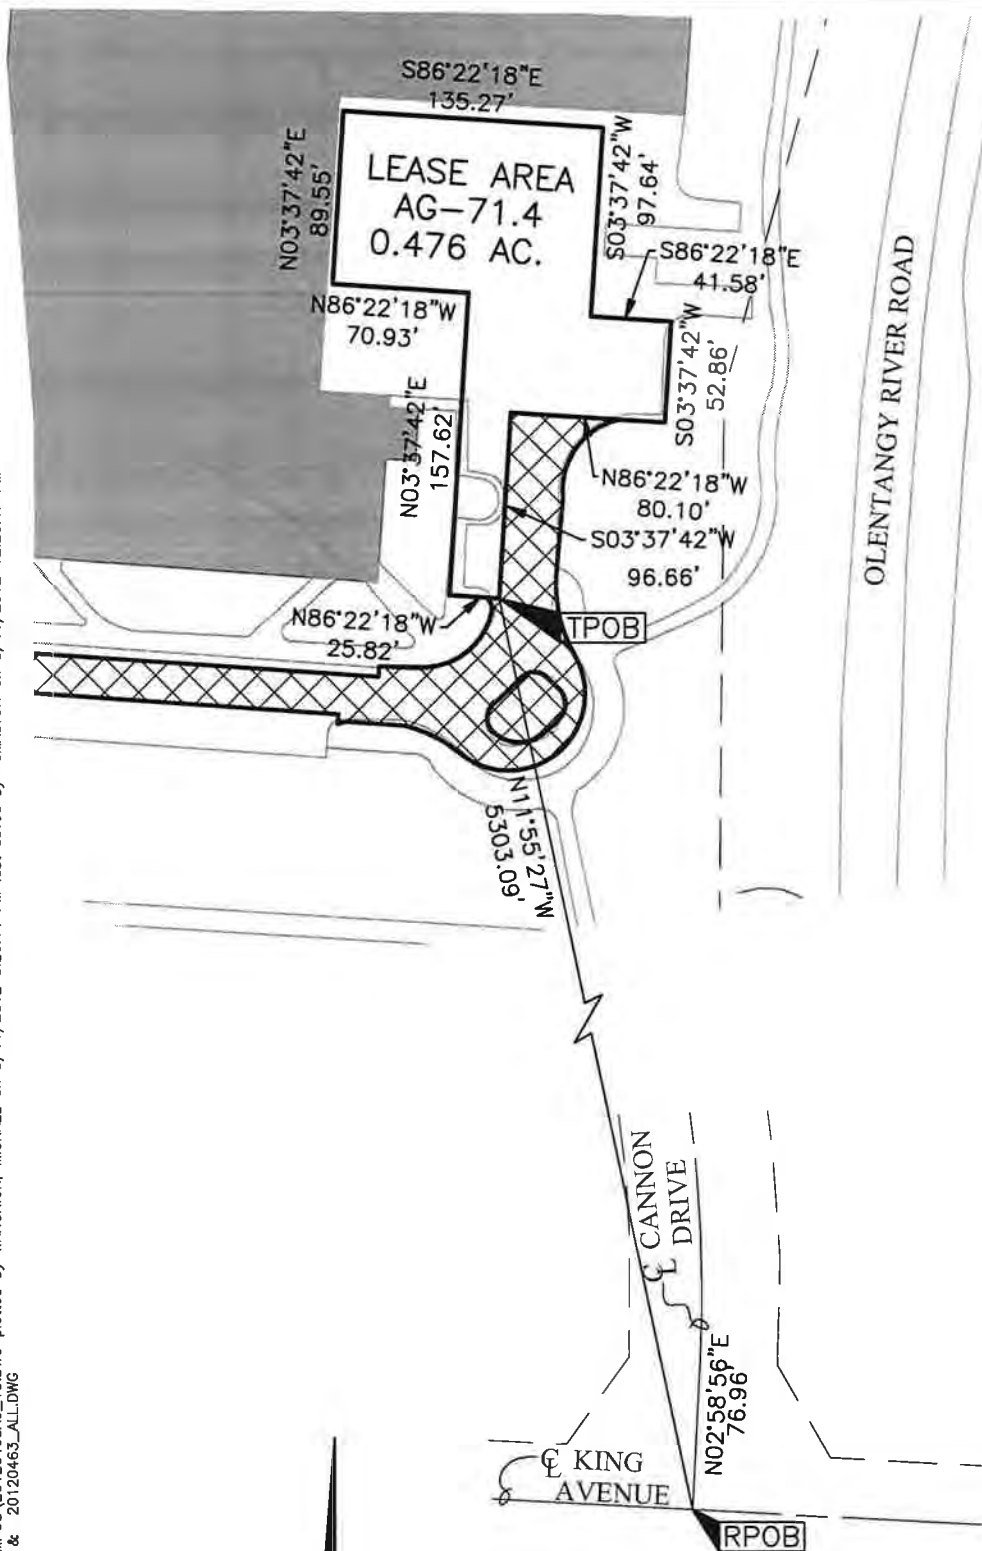 S86°22'18"E
135.27'
N03°37'42"E
89.55'
LEASE AREA
AG-71.4
0.476 AC.
S03°37'42"W
97.64'
S86°22'18"E
41.58'
N86°22'18"W
70.93'
S03°37'42"W
52.86'
N03°37'42"E
157.62'
N86°22'18"W
80.10'
S03°37'42"W
96.66'
N86°22'18"W
25.82'
TPOB
OLENTANGY RIVER ROAD
N11°55'27"W
5303.09'
℄ CANNON
DRIVE
N02°58'56"E
76.96'
℄ KING
AVENUE
RPOB
& 20120463_ALL.DWG